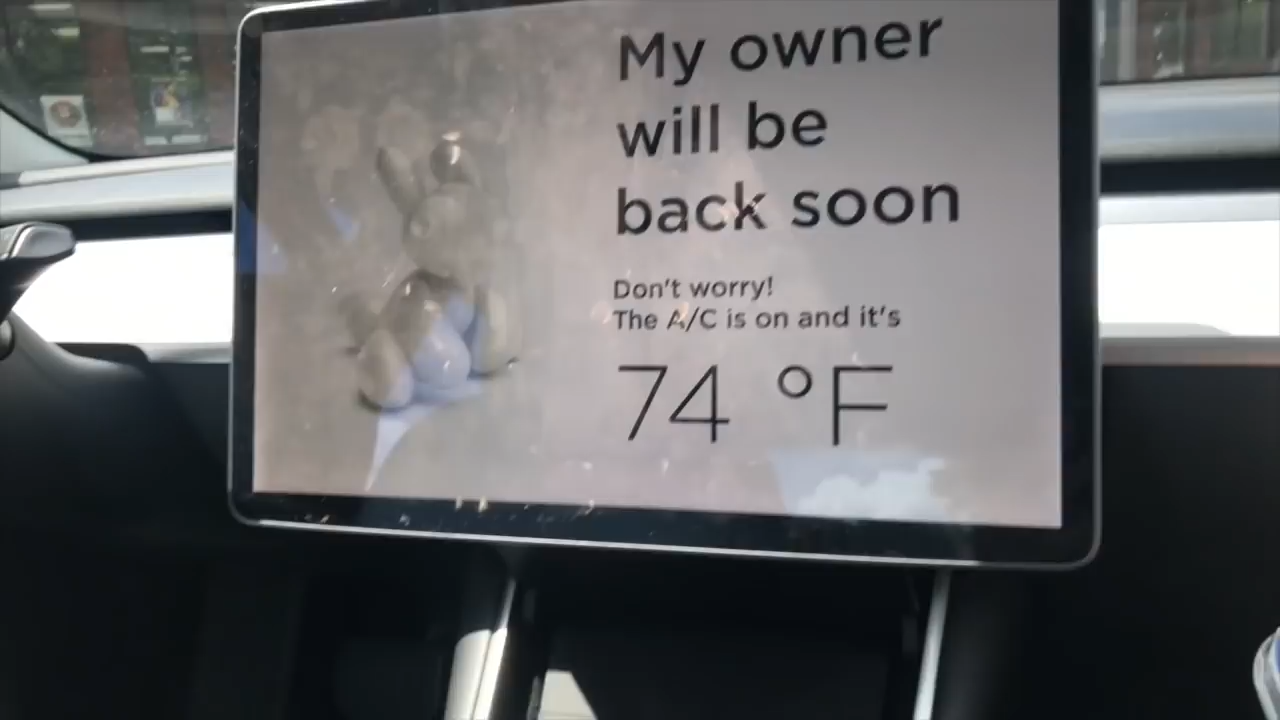 My owner
will be
back soon
Don't worry!
The A/C is on and it's
74 °F